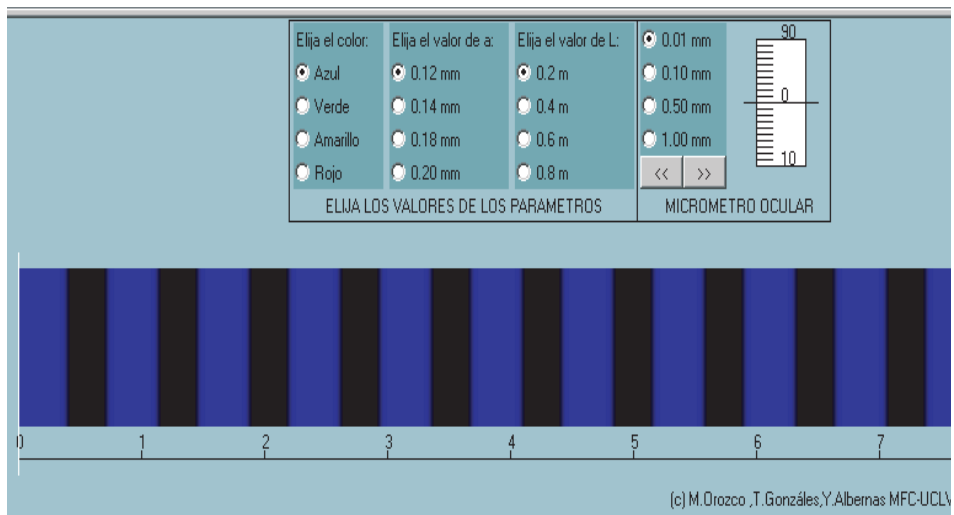 Elija el color: Elija el valor de a: Elija el valor de L: 0.01 mm 90
Azul 0.12 mm 0.2 m 0.10 mm
Verde 0.14 mm 0.4 m 0.50 mm 0
Amarillo 0.18 mm 0.6 m 1.00 mm
Rojo 0.20 mm 0.8 m << >> 10
ELIJA LOS VALORES DE LOS PARAMETROS MICROMETRO OCULAR
0 1 2 3 4 5 6 7
(c) M.Orozco ,T.Gonzáles,Y.Albernas MFC-UCLV